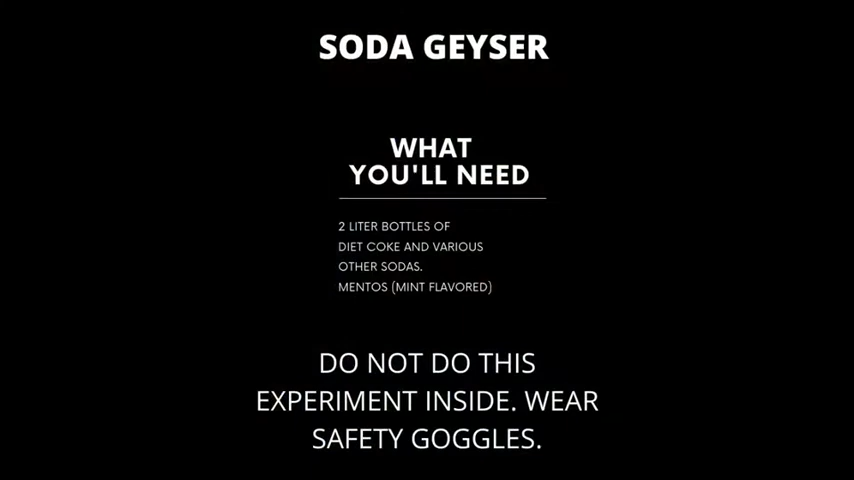 SODA GEYSER
WHAT
YOU'LL NEED
2 LITER BOTTLES OF
DIET COKE AND VARIOUS
OTHER SODAS.
MENTOS (MINT FLAVORED)
DO NOT DO THIS
EXPERIMENT INSIDE. WEAR
SAFETY GOGGLES.